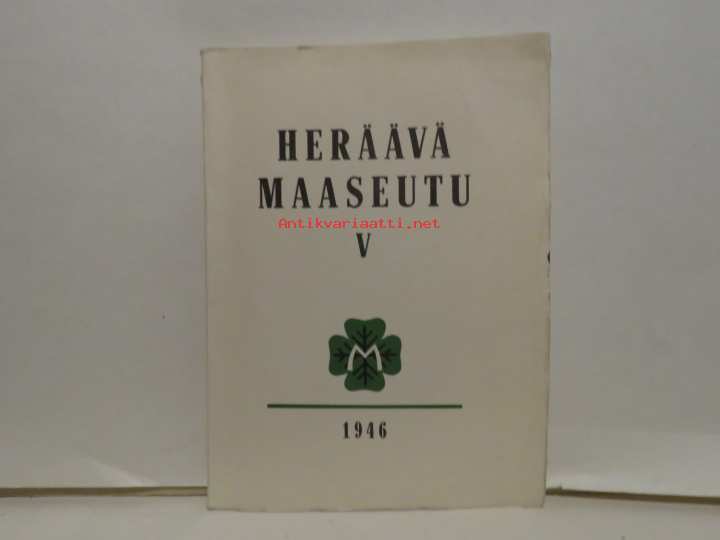 HERÄÄVÄ
MAASEUTU
Antikvariaatti.net
V
M
1946